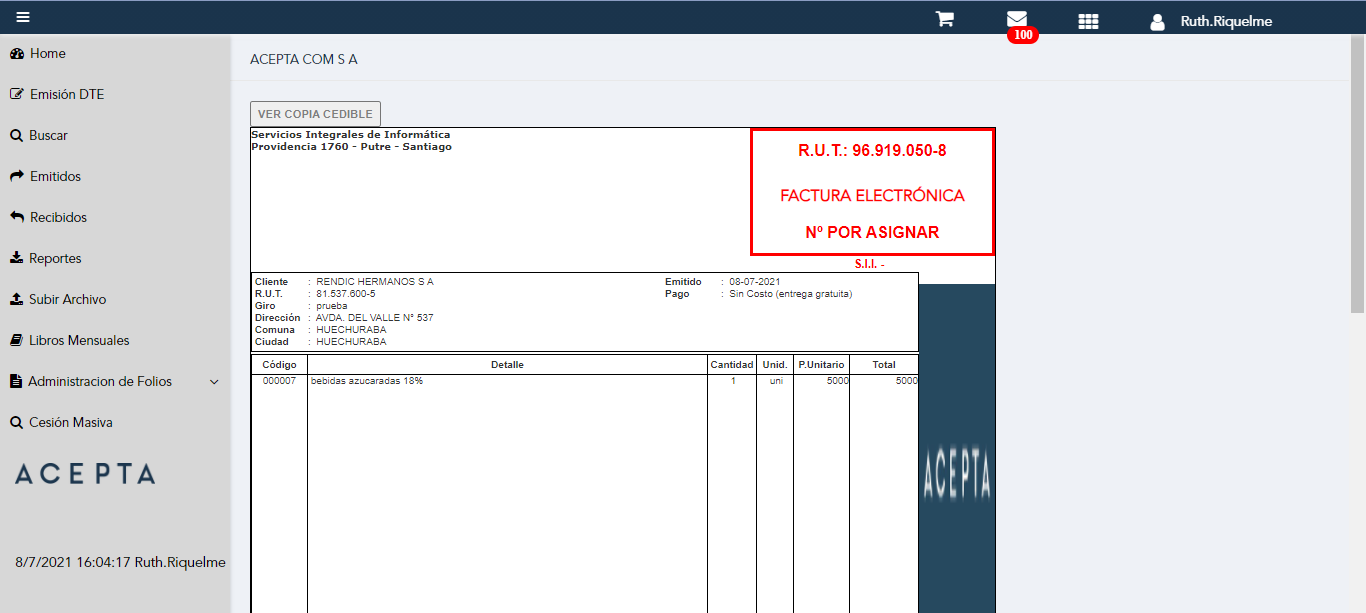 Ruth.Riquelme
100
Home
Emisión DTE
Buscar
Emitidos
Recibidos
Reportes
Subir Archivo
Libros Mensuales
Administracion de Folios
Cesión Masiva
ACEPTA
8/7/2021 16:04:17 Ruth.Riquelme
ACEPTA COM S A
VER COPIA CEDIBLE
Servicios Integrales de Informática
Providencia 1760 - Putre - Santiago
R.U.T.: 96.919.050-8
FACTURA ELECTRÓNICA
Nº POR ASIGNAR
S.I.I. -
Cliente : RENDIC HERMANOS S A Emitido : 08-07-2021
R.U.T. : 81.537.600-5 Pago : Sin Costo (entrega gratuita)
Giro : prueba
Dirección : AVDA. DEL VALLE N° 537
Comuna : HUECHURABA
Ciudad : HUECHURABA
Código Detalle Cantidad Unid. P.Unitario Total
000007 bebidas azucaradas 18% 1 uni 5000 5000
ACEPTA